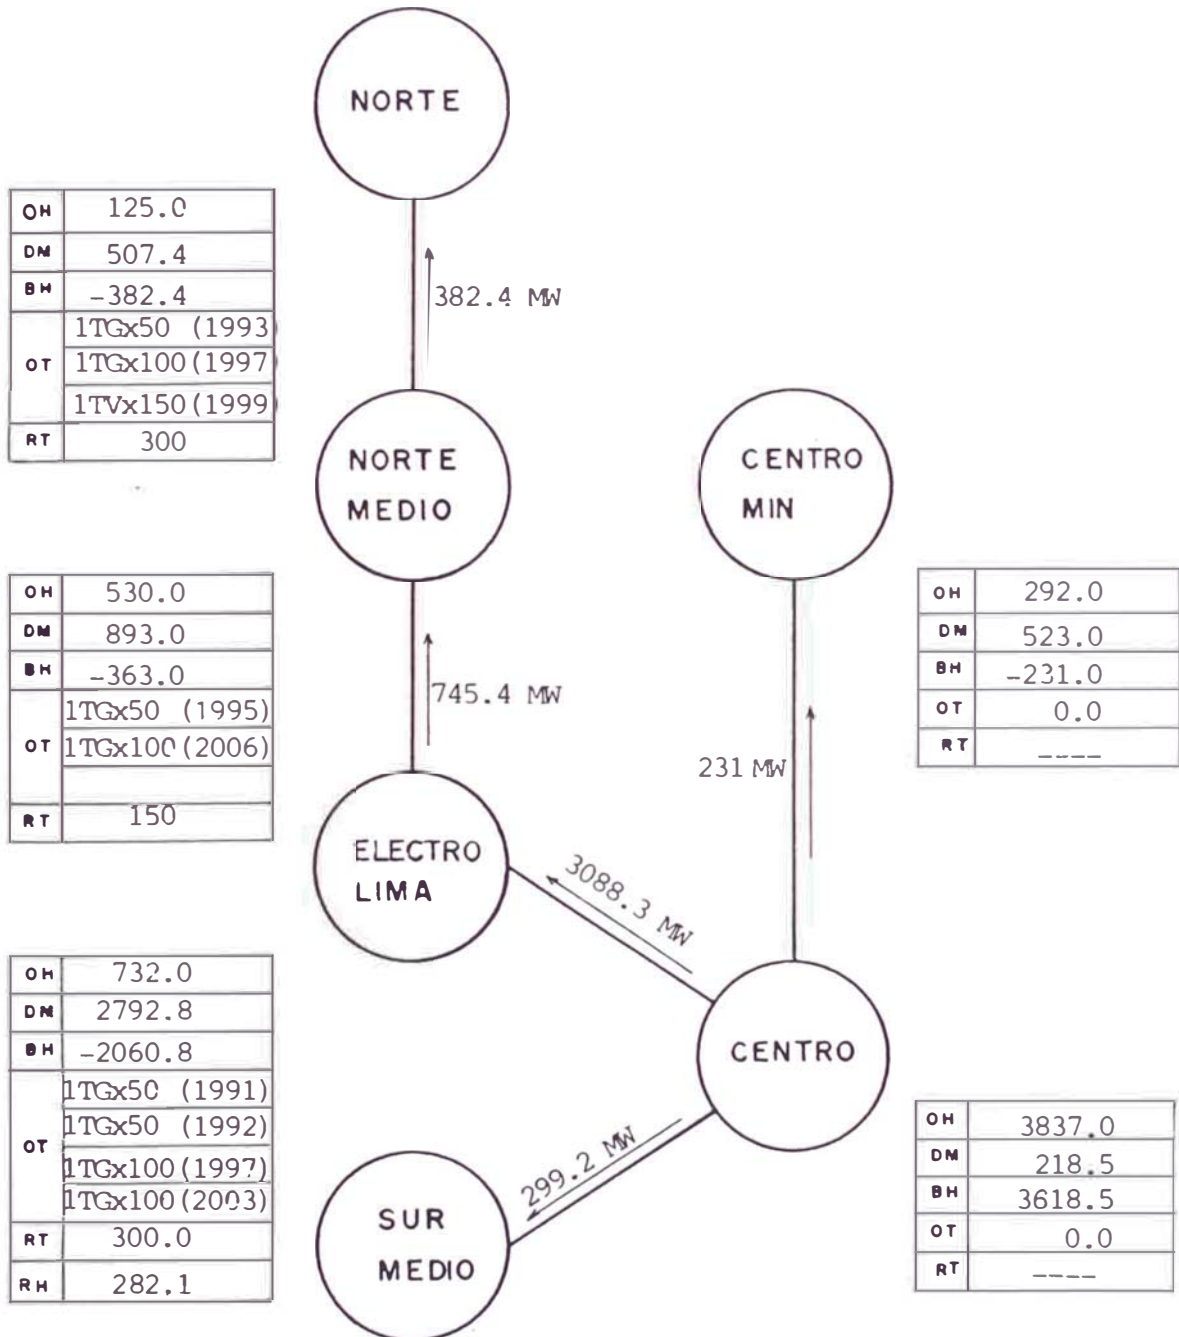 NORTE
OH 125.0
DM 507.4
BH -382.4
OT 1TGx50 (1993
1TGx100(1997
1TVx150(1999
RT 300
382.4 MW
NORTE
MEDIO
CENTRO
MIN
OH 530.0
DM 893.0
BH -363.0
OT 1TGx50 (1995)
1TGx100(2006)
RT 150
745.4 MW
231 MW
OH 292.0
DM 523.0
BH -231.0
OT 0.0
RT ----
ELECTRO
LIMA
3088.3 MW
OH 732.0
DM 2792.8
BH -2060.8
OT 1TGx50 (1991)
1TGx50 (1992)
1TGx100(1997)
1TGx100(2003)
RT 300.0
RH 282.1
CENTRO
299.2 MW
SUR
MEDIO
OH 3837.0
DM 218.5
BH 3618.5
OT 0.0
RT ----